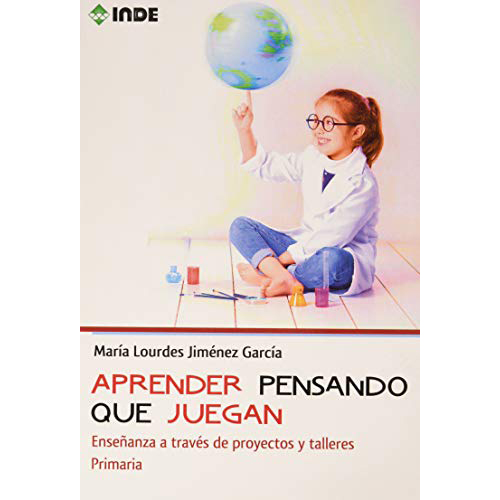 INDE
María Lourdes Jiménez García
APRENDER PENSANDO
QUE JUEGAN
Enseñanza a través de proyectos y talleres
Primaria